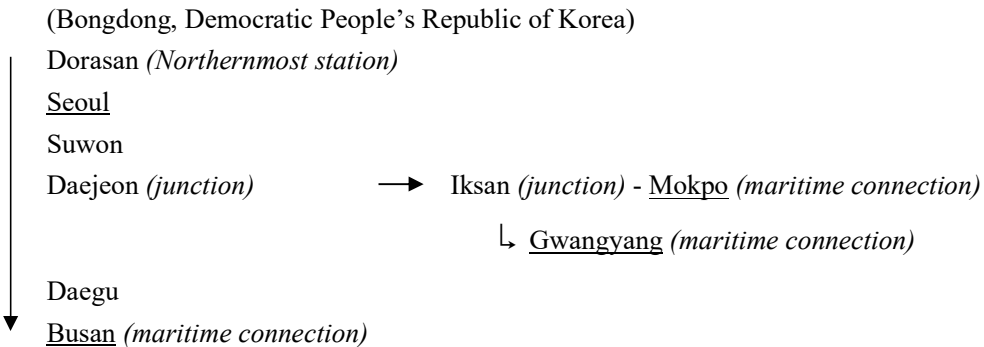 (Bongdong, Democratic People’s Republic of Korea)
Dorasan (Northernmost station)
Seoul
Suwon
Daejeon (junction) → Iksan (junction) - Mokpo (maritime connection)
↳ Gwangyang (maritime connection)
Daegu
Busan (maritime connection)